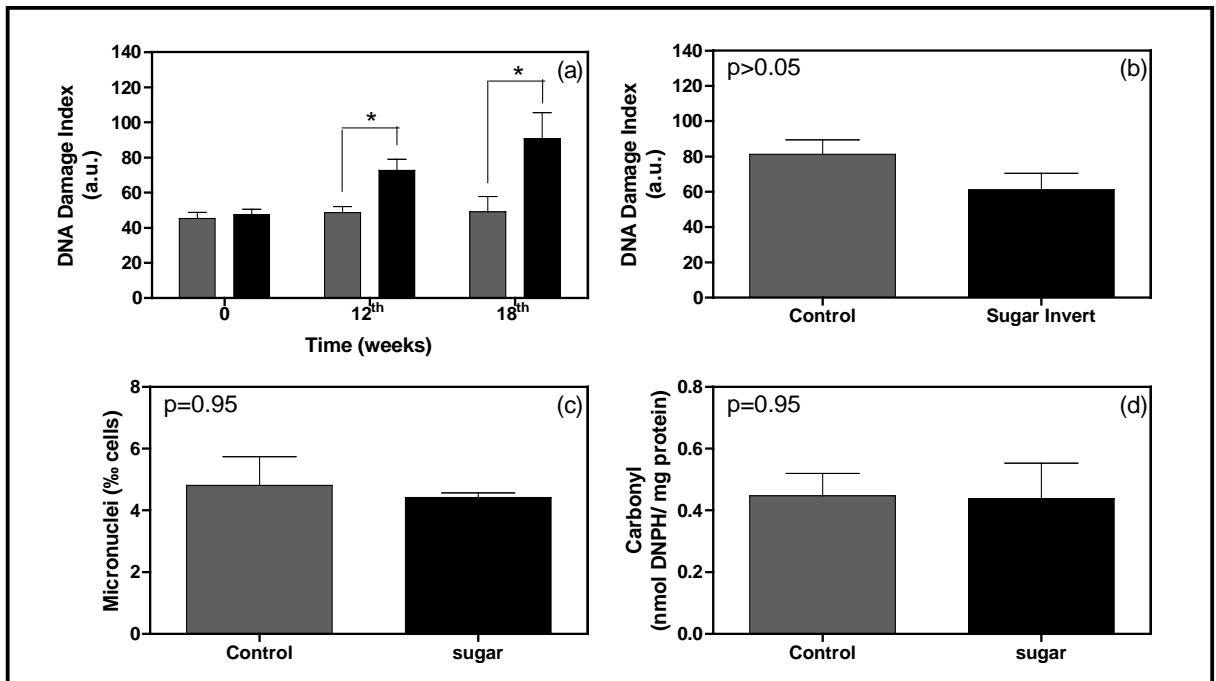 (a)
DNA Damage Index
(a.u.)
140
120
100
80
60
40
20
0
*
*
0
12th
18th
Time (weeks)
(b)
p>0.05
DNA Damage Index
(a.u.)
140
120
100
80
60
40
20
0
Control
Sugar Invert
(c)
p=0.95
Micronuclei (‰ cells)
8
6
4
2
0
Control
sugar
(d)
p=0.95
Carbonyl
(nmol DNPH/ mg protein)
0.8
0.6
0.4
0.2
0.0
Control
sugar